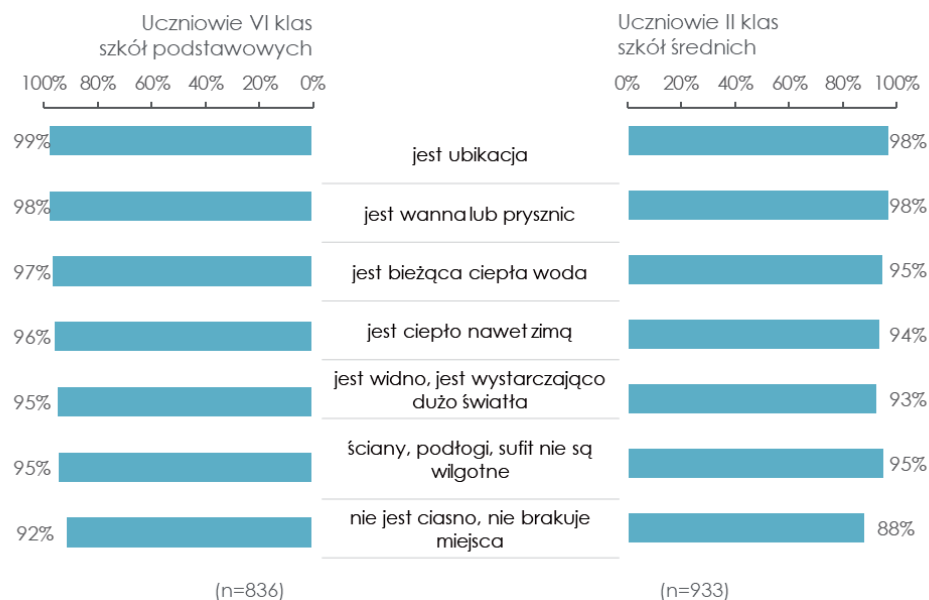 Uczniowie VI klas
szkół podstawowych
Uczniowie II klas
szkół średnich
100% 80% 60% 40% 20% 0%
0% 20% 40% 60% 80% 100%
99%
jest ubikacja
98%
98%
jest wanna lub prysznic
98%
97%
jest bieżąca ciepła woda
95%
96%
jest ciepło nawet zimą
94%
95%
jest widno, jest wystarczająco
dużo światła
93%
95%
ściany, podłogi, sufit nie są
wilgotne
95%
92%
nie jest ciasno, nie brakuje
miejsca
88%
(n=836)
(n=933)